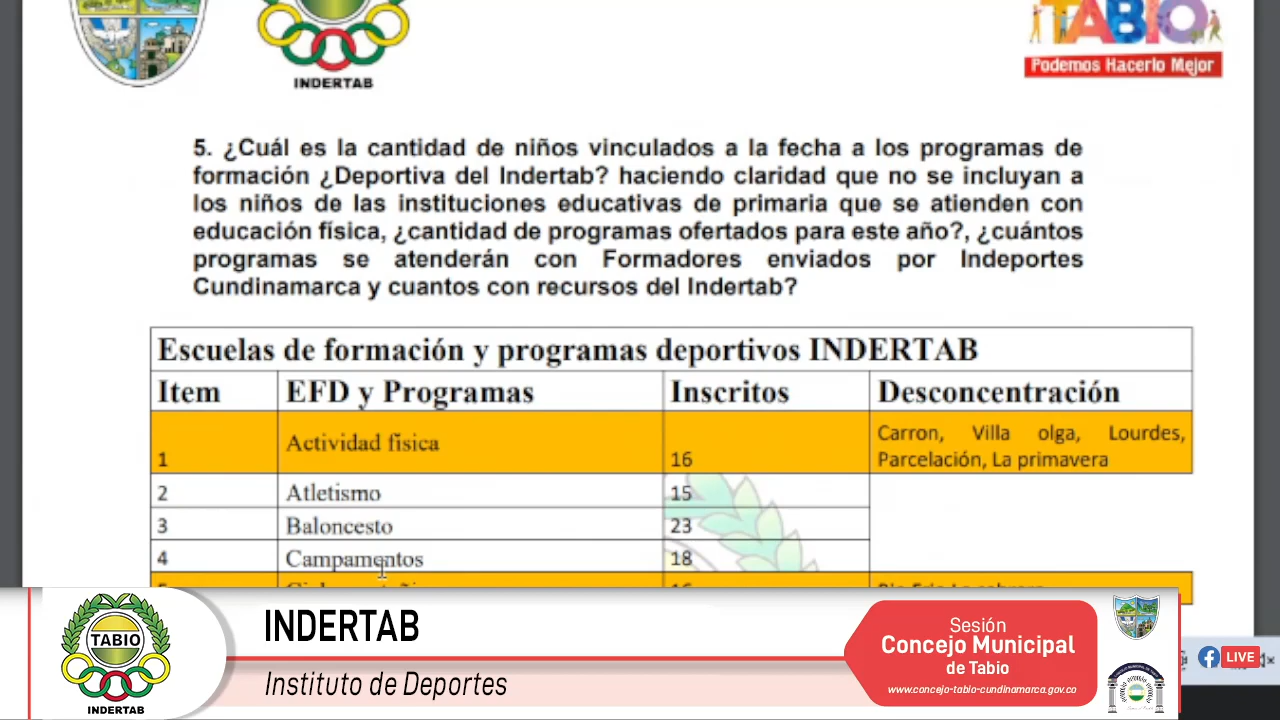 INDERTAB
TABIO
Podemos Hacerlo Mejor
5. ¿Cuál es la cantidad de niños vinculados a la fecha a los programas de
formación ¿Deportiva del Indertab? haciendo claridad que no se incluyan a
los niños de las instituciones educativas de primaria que se atienden con
educación física, ¿cantidad de programas ofertados para este año?, ¿cuántos
programas se atenderán con Formadores enviados por Indeportes
Cundinamarca y cuantos con recursos del Indertab?
Escuelas de formación y programas deportivos INDERTAB
Item EFD y Programas Inscritos Desconcentración
1 Actividad física 16 Carron, Villa olga, Lourdes,
Parcelación, La primavera
2 Atletismo 15
3 Baloncesto 23
4 Campamentos 18
TABIO
INDERTAB
INDERTAB
Instituto de Deportes
Sesión
Concejo Municipal
de Tabio
www.concejo-tabio-cundinamarca.gov.co
LIVE